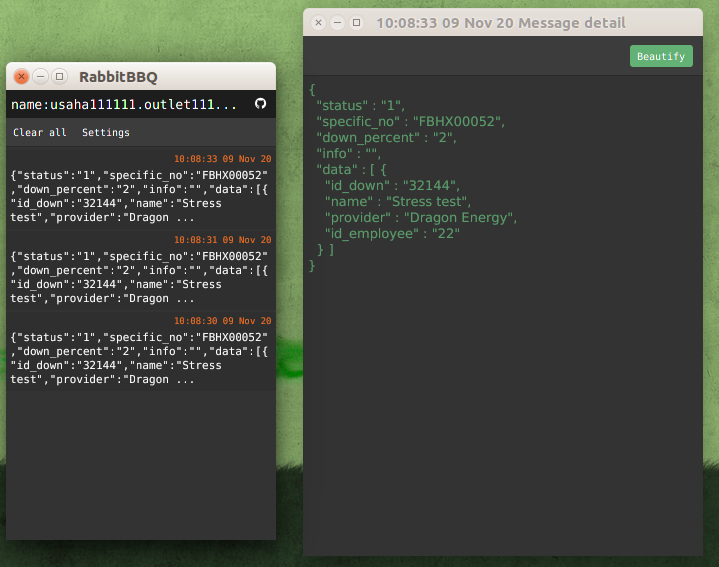 RabbitBBQ
name:usaha111111.outlet111...
Clear all Settings
10:08:33 09 Nov 20
{"status":"1","specific_no":"FBHX00052"
,"down_percent":"2","info":"","data":[{
"id_down":"32144","name":"Stress
test","provider":"Dragon ...
10:08:31 09 Nov 20
{"status":"1","specific_no":"FBHX00052"
,"down_percent":"2","info":"","data":[{
"id_down":"32144","name":"Stress
test","provider":"Dragon ...
10:08:30 09 Nov 20
{"status":"1","specific_no":"FBHX00052"
,"down_percent":"2","info":"","data":[{
"id_down":"32144","name":"Stress
test","provider":"Dragon ...
10:08:33 09 Nov 20 Message detail
Beautify
{
"status" : "1",
"specific_no" : "FBHX00052",
"down_percent" : "2",
"info" : "",
"data" : [ {
"id_down" : "32144",
"name" : "Stress test",
"provider" : "Dragon Energy",
"id_employee" : "22"
} ]
}